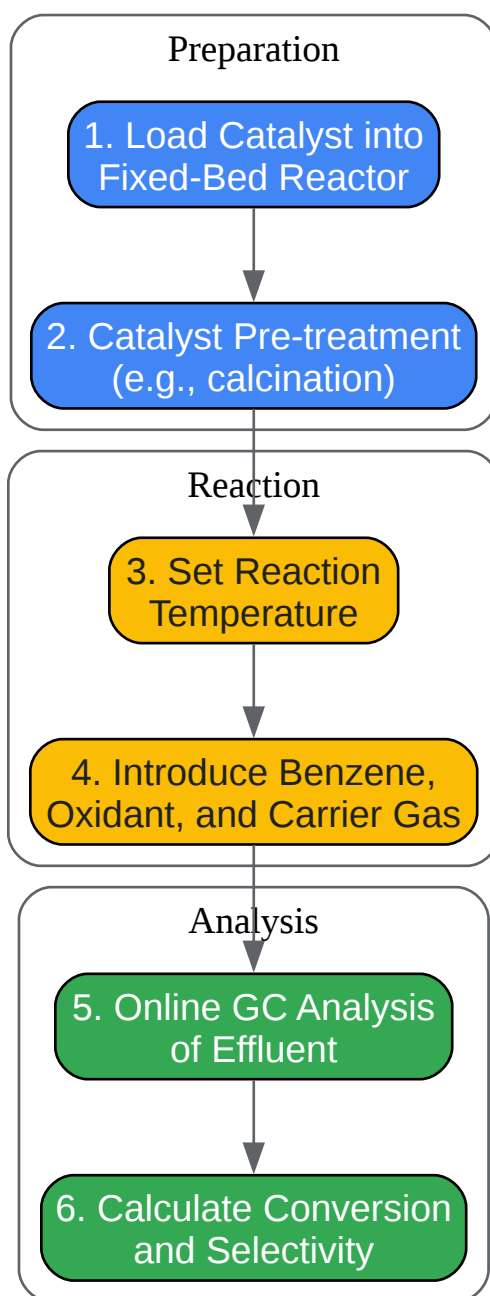 Preparation
1. Load Catalyst into
Fixed-Bed Reactor
2. Catalyst Pre-treatment
(e.g., calcination)
Reaction
3. Set Reaction
Temperature
4. Introduce Benzene,
Oxidant, and Carrier Gas
Analysis
5. Online GC Analysis
of Effluent
6. Calculate Conversion
and Selectivity